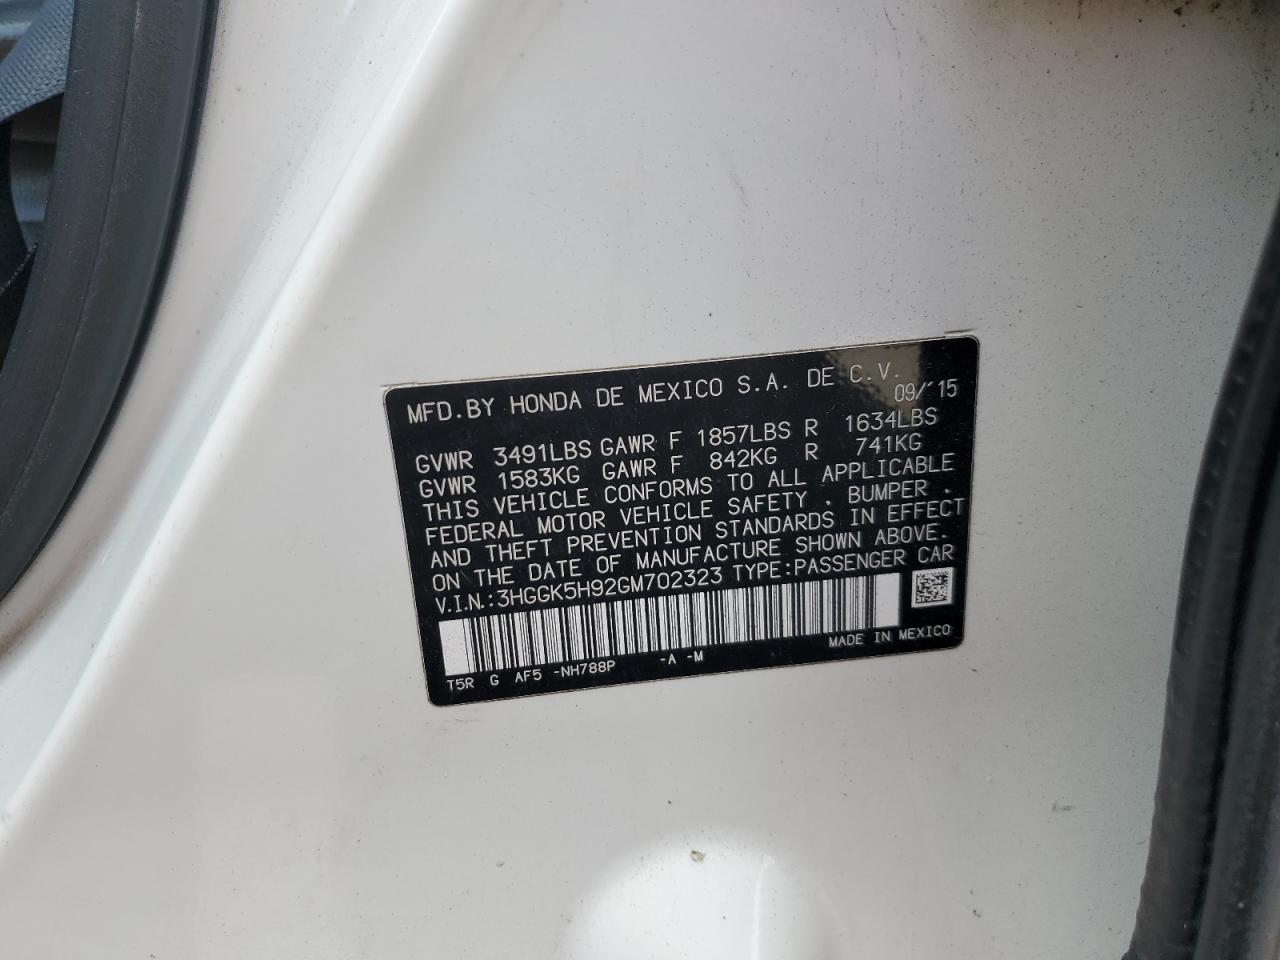 MFD.BY HONDA DE MEXICO S.A. DE C.V.
09/'15
GVWR 3491LBS GAWR F 1857LBS R 1634LBS
GVWR 1583KG GAWR F 842KG R 741KG
THIS VEHICLE CONFORMS TO ALL APPLICABLE
FEDERAL MOTOR VEHICLE SAFETY , BUMPER ,
AND THEFT PREVENTION STANDARDS IN EFFECT
ON THE DATE OF MANUFACTURE SHOWN ABOVE.
V.I.N.:3HGGK5H92GM702323 TYPE:PASSENGER CAR
MADE IN MEXICO
T5R G AF5 -NH788P -A -M